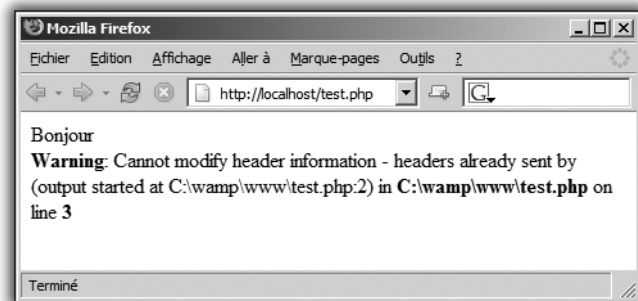 Mozilla Firefox
Fichier Edition Affichage Aller à Marque-pages Outils ?
http://localhost/test.php G
Bonjour
Warning: Cannot modify header information - headers already sent by
(output started at C:\wamp\www\test.php:2) in C:\wamp\www\test.php on
line 3
Terminé